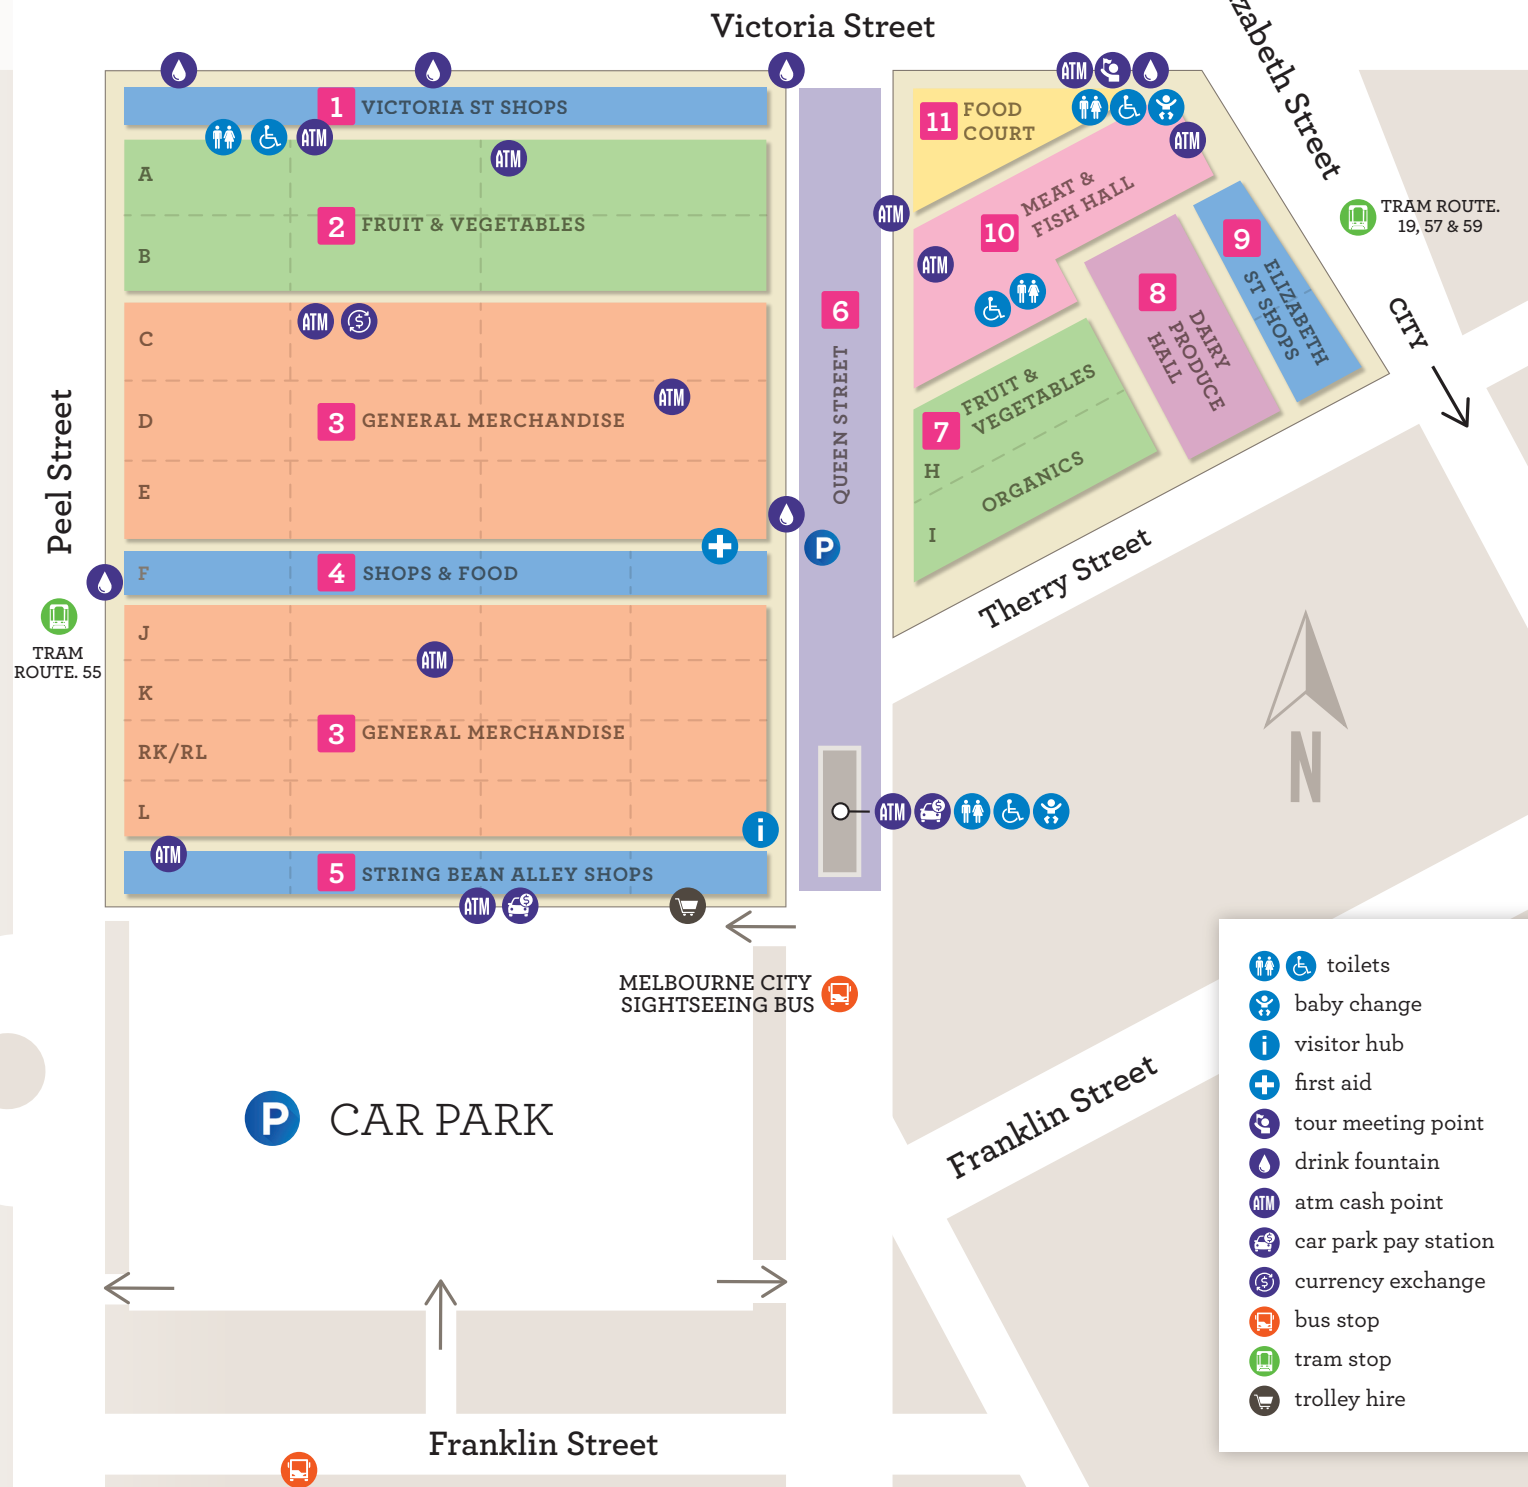 Victoria Street
zabeth Street
1 VICTORIA ST SHOPS
ATM
ATM
A
2 FRUIT & VEGETABLES
B
C
ATM
ATM
D
3 GENERAL MERCHANDISE
E
F
4 SHOPS & FOOD
J
ATM
K
3 GENERAL MERCHANDISE
RK/RL
L
i
ATM
5 STRING BEAN ALLEY SHOPS
ATM
Peel Street
TRAM
ROUTE. 55
6
QUEEN STREET
P
ATM
ATM
11 FOOD
COURT
ATM
ATM
ATM
10 MEAT &
FISH HALL
9
ELIZABETH
ST SHOPS
8
DAIRY
PRODUCE
HALL
7
FRUIT &
VEGETABLES
H
ORGANICS
I
TRAM ROUTE.
19, 57 & 59
CITY
Therry Street
N
MELBOURNE CITY
SIGHTSEEING BUS
P CAR PARK
Franklin Street
Franklin Street
toilets
baby change
i visitor hub
first aid
tour meeting point
drink fountain
ATM atm cash point
car park pay station
currency exchange
bus stop
tram stop
trolley hire